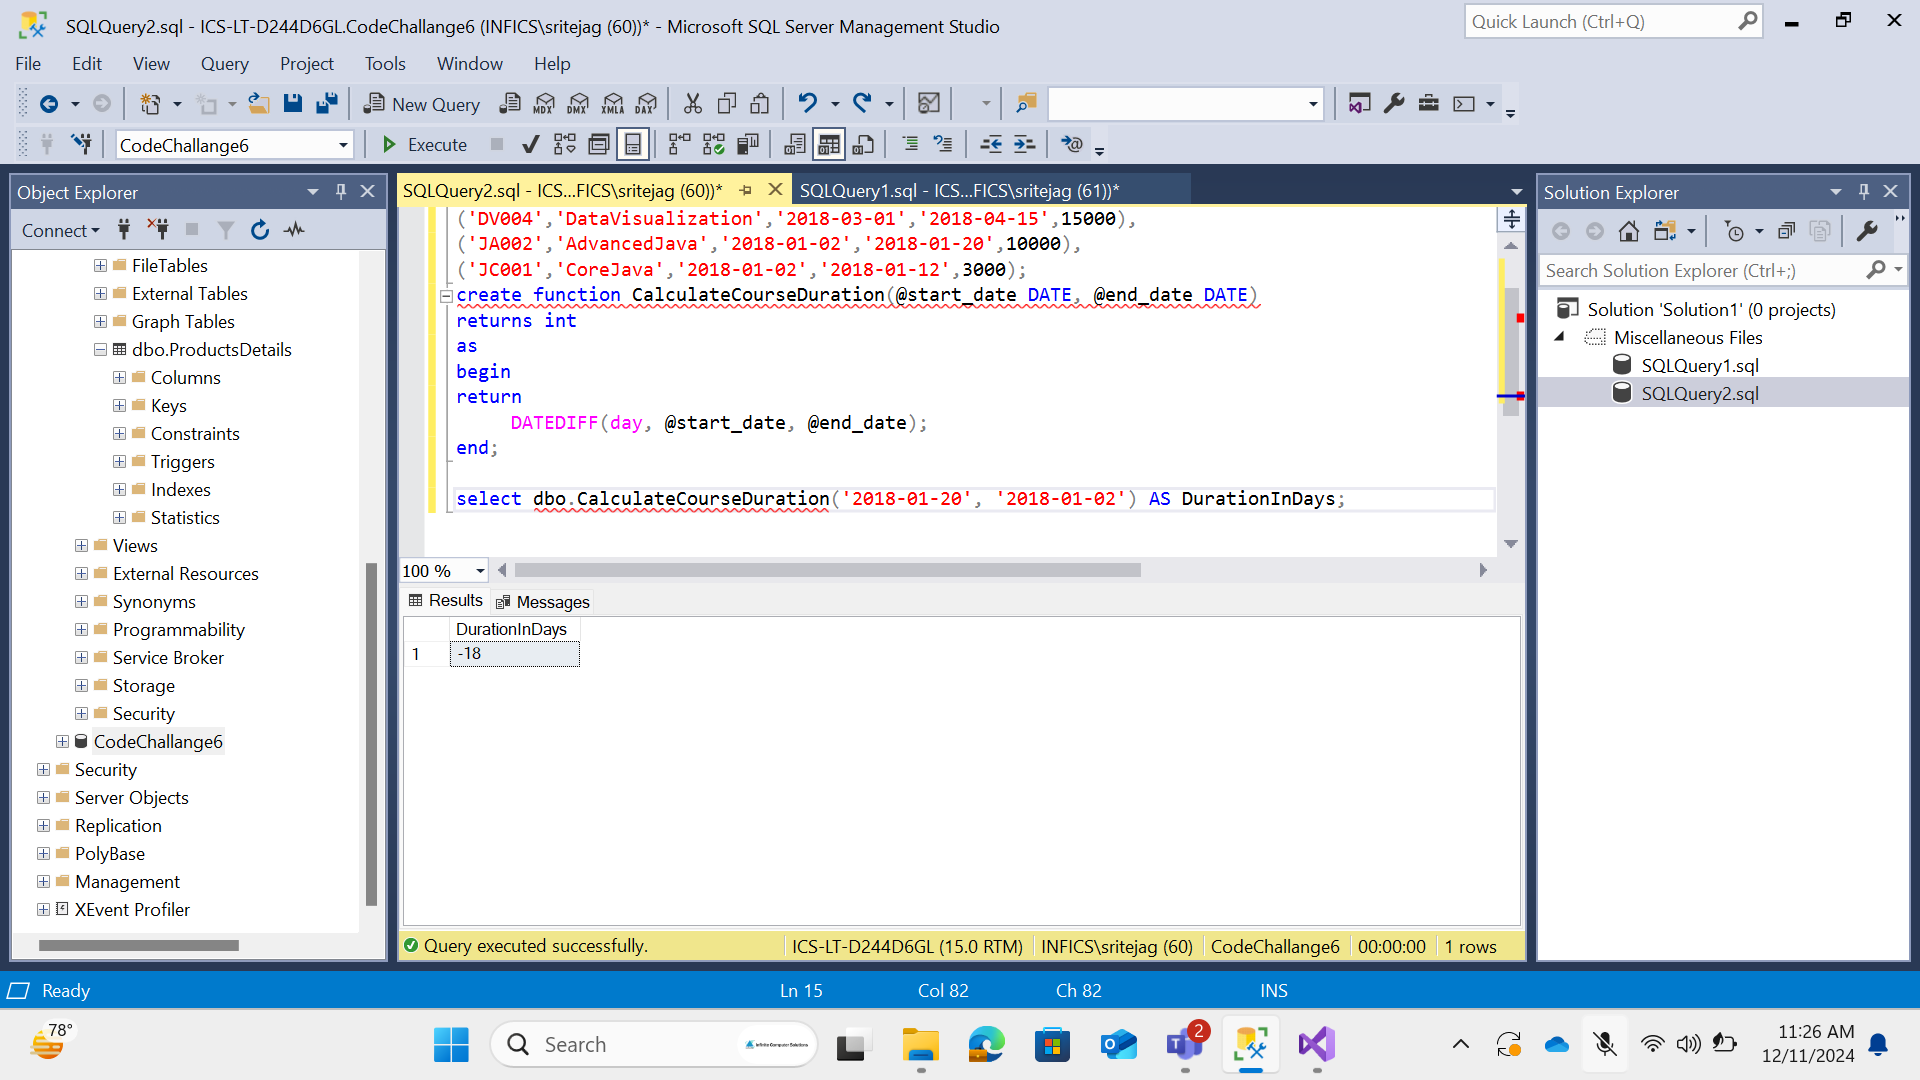 SQLQuery2.sql - ICS-LT-D244D6GL.CodeChallange6 (INFICS\sritejag (60))* - Microsoft SQL Server Management Studio
Quick Launch (Ctrl+Q)
File Edit View Query Project Tools Window Help
New Query MDX DMX XMLA DAX
CodeChallange6 Execute
Object Explorer
Connect
FileTables
External Tables
Graph Tables
dbo.ProductsDetails
Columns
Keys
Constraints
Triggers
Indexes
Statistics
Views
External Resources
Synonyms
Programmability
Service Broker
Storage
Security
CodeChallange6
Security
Server Objects
Replication
PolyBase
Management
XEvent Profiler
SQLQuery2.sql - ICS...FICS\sritejag (60))* SQLQuery1.sql - ICS...FICS\sritejag (61))*
('DV004','DataVisualization','2018-03-01','2018-04-15',15000),
('JA002','AdvancedJava','2018-01-02','2018-01-20',10000),
('JC001','CoreJava','2018-01-02','2018-01-12',3000);
create function CalculateCourseDuration(@start_date DATE, @end_date DATE)
returns int
as
begin
return
DATEDIFF(day, @start_date, @end_date);
end;
select dbo.CalculateCourseDuration('2018-01-20', '2018-01-02') AS DurationInDays;
100 %
Results Messages
DurationInDays
1 -18
Query executed successfully. ICS-LT-D244D6GL (15.0 RTM) INFICS\sritejag (60) CodeChallange6 00:00:00 1 rows
Solution Explorer
Search Solution Explorer (Ctrl+;)
Solution 'Solution1' (0 projects)
Miscellaneous Files
SQLQuery1.sql
SQLQuery2.sql
Ready Ln 15 Col 82 Ch 82 INS
78°
Search
Infinite Computer Solutions
2
11:26 AM
12/11/2024